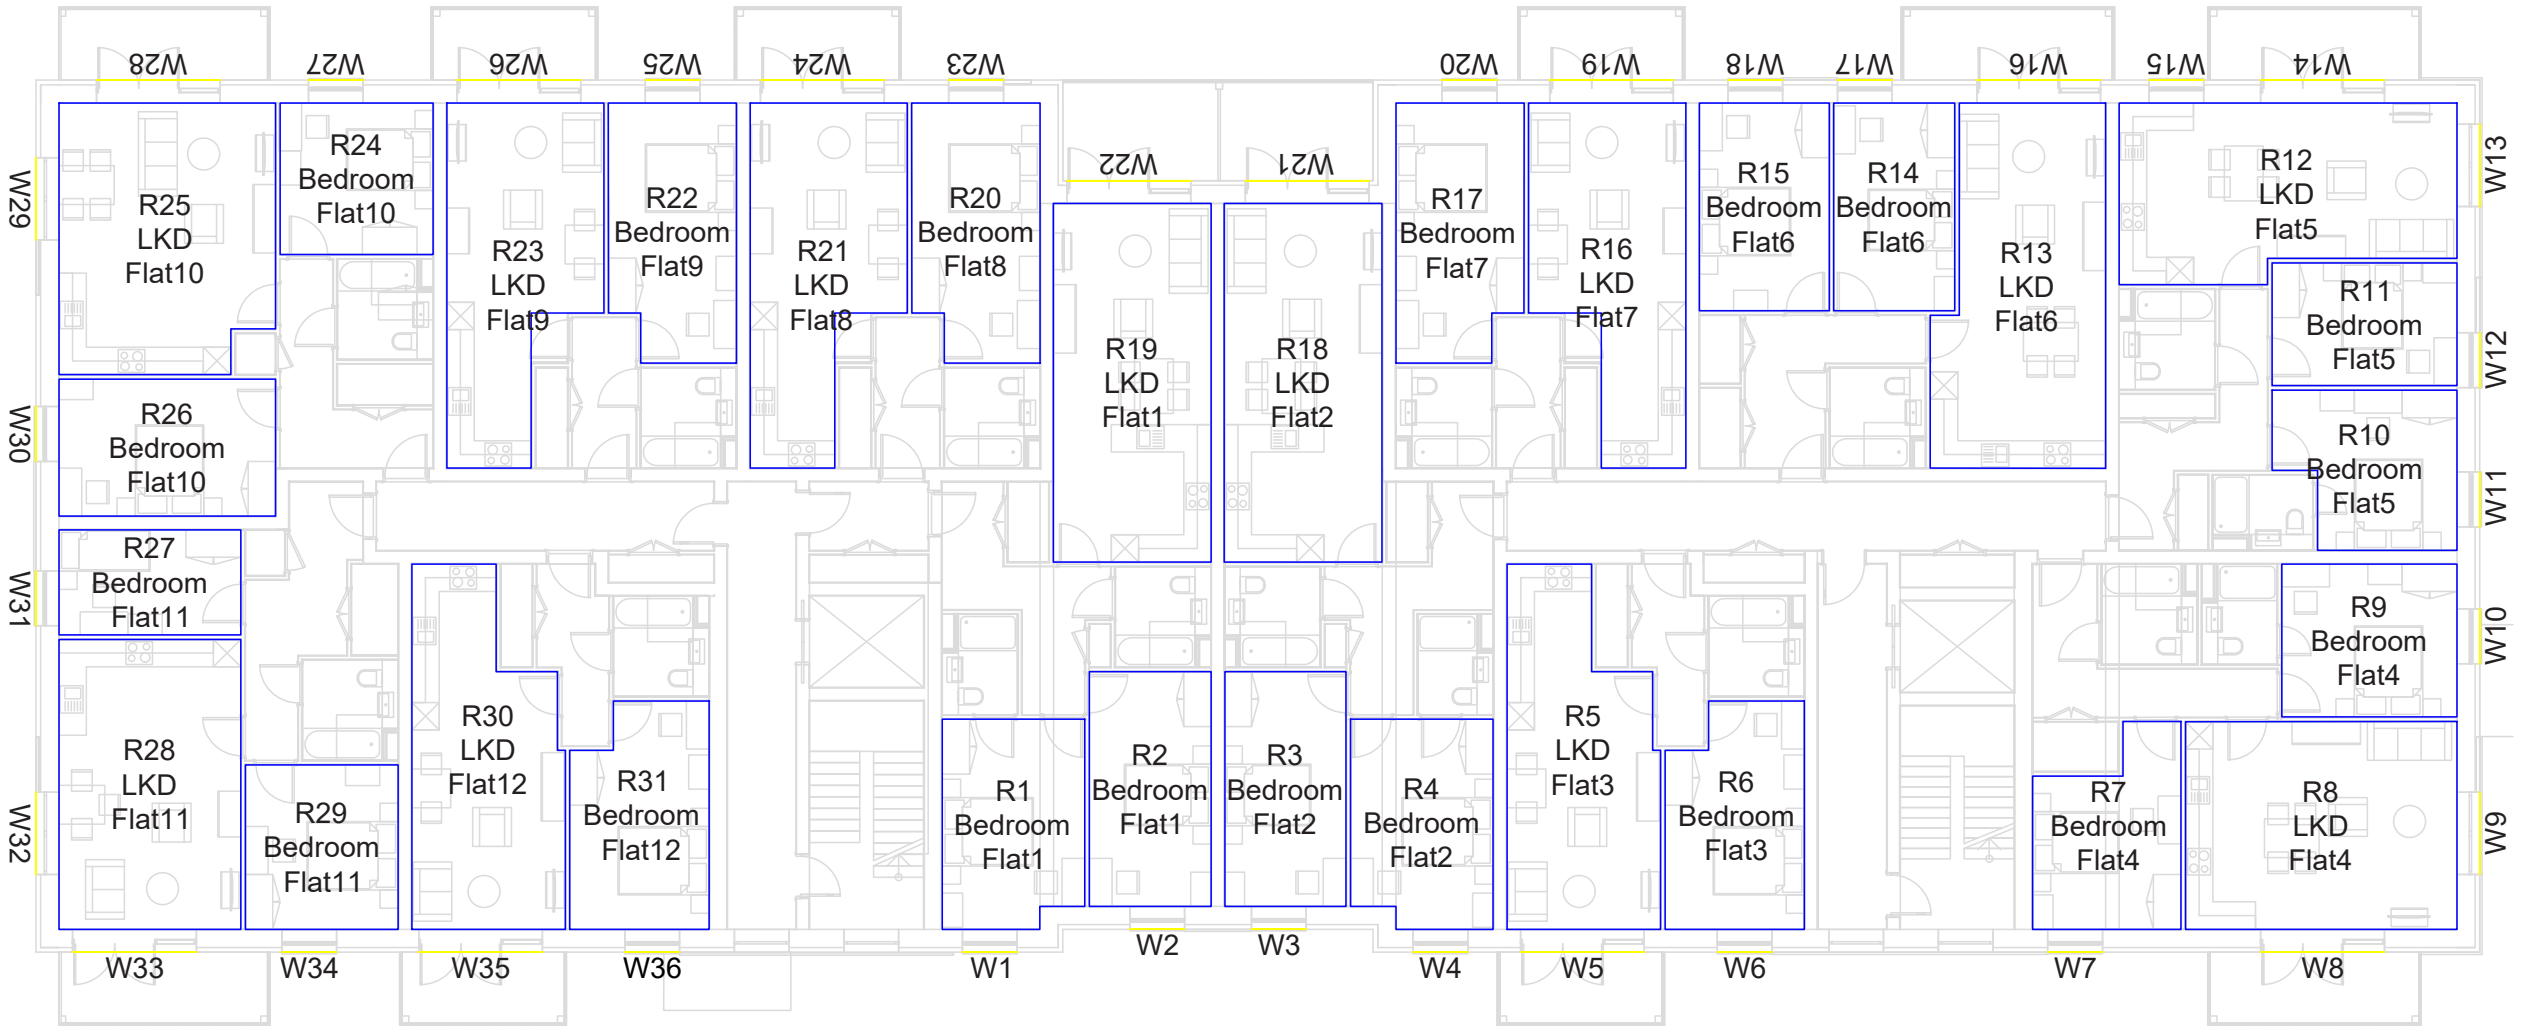 W28
W27
W26
W25
W24
W23
W20
W19
W18
W17
W16
W15
W14
W29
R25
LKD
Flat10
R24
Bedroom
Flat10
R23
LKD
Flat9
R22
Bedroom
Flat9
R21
LKD
Flat8
R20
Bedroom
Flat8
W22
W21
R17
Bedroom
Flat7
R16
LKD
Flat7
R15
Bedroom
Flat6
R14
Bedroom
Flat6
R13
LKD
Flat6
R12
LKD
Flat5
W13
R11
Bedroom
Flat5
W12
R19
LKD
Flat1
R18
LKD
Flat2
W30
R26
Bedroom
Flat10
R10
Bedroom
Flat5
W11
W31
R27
Bedroom
Flat11
R9
Bedroom
Flat4
W10
W32
R28
LKD
Flat11
R29
Bedroom
Flat11
R30
LKD
Flat12
R31
Bedroom
Flat12
R1
Bedroom
Flat1
R2
Bedroom
Flat1
R3
Bedroom
Flat2
R4
Bedroom
Flat2
R5
LKD
Flat3
R6
Bedroom
Flat3
R7
Bedroom
Flat4
R8
LKD
Flat4
W9
W33
W34
W35
W36
W1
W2
W3
W4
W5
W6
W7
W8